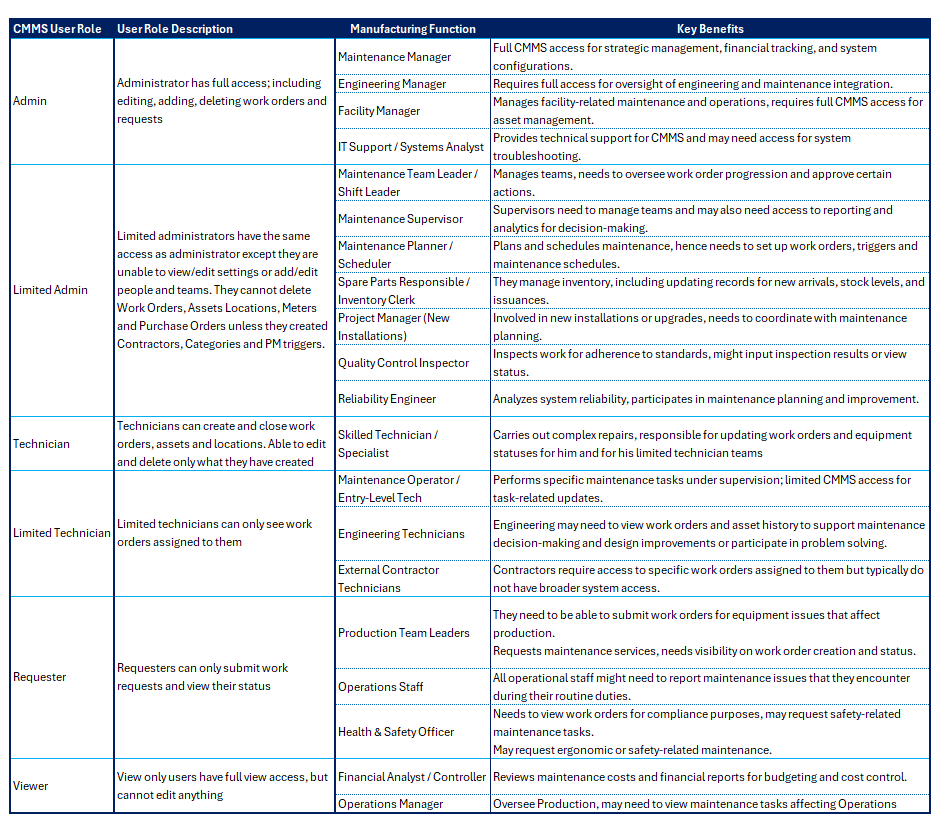 CMMS User Role
User Role Description
Manufacturing Function
Key Benefits
Admin
Administrator has full access; including
editing, adding, deleting work orders and
requests
Maintenance Manager
Full CMMS access for strategic management, financial tracking, and system
configurations.
Engineering Manager
Requires full access for oversight of engineering and maintenance integration.
Facility Manager
Manages facility-related maintenance and operations, requires full CMMS access for
asset management.
IT Support / Systems Analyst
Provides technical support for CMMS and may need access for system
troubleshooting.
Limited Admin
Limited administrators have the same
access as administrator except they are
unable to view/edit settings or add/edit
people and teams. They cannot delete
Work Orders, Assets Locations, Meters
and Purchase Orders unless they created
Contractors, Categories and PM triggers.
Maintenance Team Leader /
Shift Leader
Manages teams, needs to oversee work order progression and approve certain
actions.
Maintenance Supervisor
Supervisors need to manage teams and may also need access to reporting and
analytics for decision-making.
Maintenance Planner /
Scheduler
Plans and schedules maintenance, hence needs to set up work orders, triggers and
maintenance schedules.
Spare Parts Responsible /
Inventory Clerk
They manage inventory, including updating records for new arrivals, stock levels, and
issuances.
Project Manager (New
Installations)
Involved in new installations or upgrades, needs to coordinate with maintenance
planning.
Quality Control Inspector
Inspects work for adherence to standards, might input inspection results or view
status.
Reliability Engineer
Analyzes system reliability, participates in maintenance planning and improvement.
Technician
Technicians can create and close work
orders, assets and locations. Able to edit
and delete only what they have created
Skilled Technician /
Specialist
Carries out complex repairs, responsible for updating work orders and equipment
statuses for him and for his limited technician teams
Limited Technician
Limited technicians can only see work
orders assigned to them
Maintenance Operator /
Entry-Level Tech
Performs specific maintenance tasks under supervision; limited CMMS access for
task-related updates.
Engineering Technicians
Engineering may need to view work orders and asset history to support maintenance
decision-making and design improvements or participate in problem solving.
External Contractor
Technicians
Contractors require access to specific work orders assigned to them but typically do
not have broader system access.
Requester
Requesters can only submit work
requests and view their status
Production Team Leaders
They need to be able to submit work orders for equipment issues that affect
production.
Requests maintenance services, needs visibility on work order creation and status.
Operations Staff
All operational staff might need to report maintenance issues that they encounter
during their routine duties.
Health & Safety Officer
Needs to view work orders for compliance purposes, may request safety-related
maintenance tasks.
May request ergonomic or safety-related maintenance.
Viewer
View only users have full view access, but
cannot edit anything
Financial Analyst / Controller
Reviews maintenance costs and financial reports for budgeting and cost control.
Operations Manager
Oversee Production, may need to view maintenance tasks affecting Operations